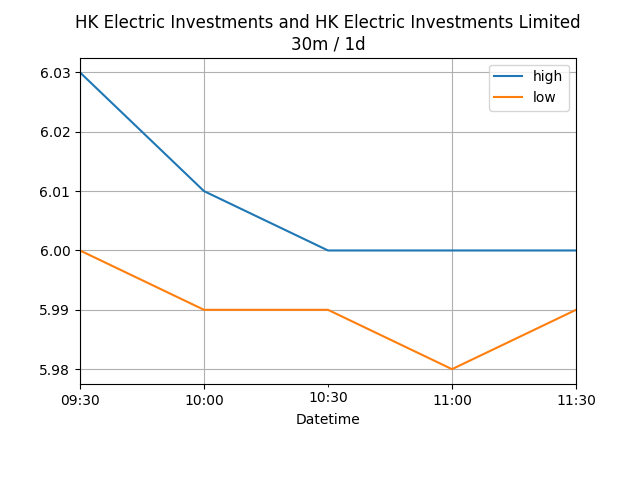 HK Electric Investments and HK Electric Investments Limited
30m / 1d
high
low
6.03
6.02
6.01
6.00
5.99
5.98
09:30
10:00
10:30
11:00
11:30
Datetime